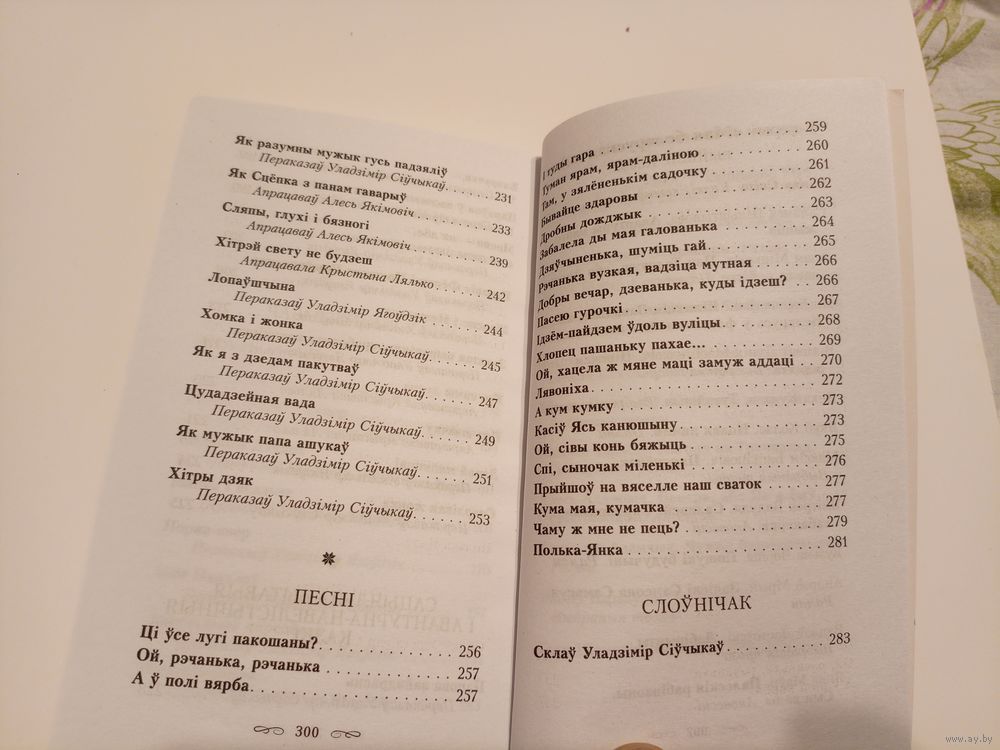 Як разумны мужык гусь падзяліў
Пераказаў Уладзімір Сіўчыкаў. . . . . . 231
Як Сцёпка з панам гаварыў
Апрацаваў Алесь Якімовіч . . . . . . . . . . 233
Сляпы, глухі і бязногі
Апрацаваў Алесь Якімовіч . . . . . . . . . . 239
Хітрэй свету не будзеш
Апрацавала Крыстына Лялько . . . . . . . 242
Лопаўшчына
Пераказаў Уладзімір Ягоўдзік . . . . . . . 244
Хомка і жонка
Пераказаў Уладзімір Сіўчыкаў. . . . . . . 245
Як я з дзедам пакутваў
Пераказаў Уладзімір Сіўчыкаў. . . . . . . 247
Цудадзейная вада
Пераказаў Уладзімір Сіўчыкаў. . . . . . . 249
Як мужык папа ашукаў
Пераказаў Уладзімір Сіўчыкаў. . . . . . . 251
Хітры дзяк
Пераказаў Уладзімір Сіўчыкаў. . . . . . . 253
ПЕСНІ
Ці ўсе лугі пакошаны? . . . . . . . . . . . . . . . . 256
Ой, рэчанька, рэчанька . . . . . . . . . . . . . . . 257
А ў полі вярба . . . . . . . . . . . . . . . . . . . . . . . 257
300
І туды гара . . . . . . . . . . . . . . . . . . . . . . . 259
Туман ярам, ярам-даліною . . . . . . . . . . . . 260
Там, у зялёненькім садочку . . . . . . . . . . . 261
Бывайце здаровы . . . . . . . . . . . . . . . . . . . 262
Дробны дожджык . . . . . . . . . . . . . . . . . . . 263
Забалела ды мая галованька . . . . . . . . . . 264
Дзяўчыненька, шуміць гай . . . . . . . . . . . . 265
Рэчанька вузкая, вадзіца мутная . . . . . . . 266
Добры вечар, дзеванька, куды ідзеш? . . 266
Пасею гурочкі . . . . . . . . . . . . . . . . . . . . . 267
Ідзём-пайдзем ўдоль вуліцы . . . . . . . . . . . 268
Хлопец пашаньку пахае... . . . . . . . . . . . . . 269
Ой, хацела ж мяне маці замуж аддаці . . 270
Лявоніха . . . . . . . . . . . . . . . . . . . . . . . . . 272
А кум кумку . . . . . . . . . . . . . . . . . . . . . . 273
Касіў Ясь канюшыну . . . . . . . . . . . . . . . . 273
Ой, сівы конь бяжыць . . . . . . . . . . . . . . . 275
Спі, сыночак міленькі . . . . . . . . . . . . . . . 276
Прыйшоў на вяселле наш сваток . . . . . . . 277
Кума мая, кумачка . . . . . . . . . . . . . . . . . 277
Чаму ж мне не пець? . . . . . . . . . . . . . . . . 279
Полька-Янка . . . . . . . . . . . . . . . . . . . . . . 281
СЛОЎНІЧАК
Склаў Уладзімір Сіўчыкаў . . . . . . . . . . . . 283
www.ay.by